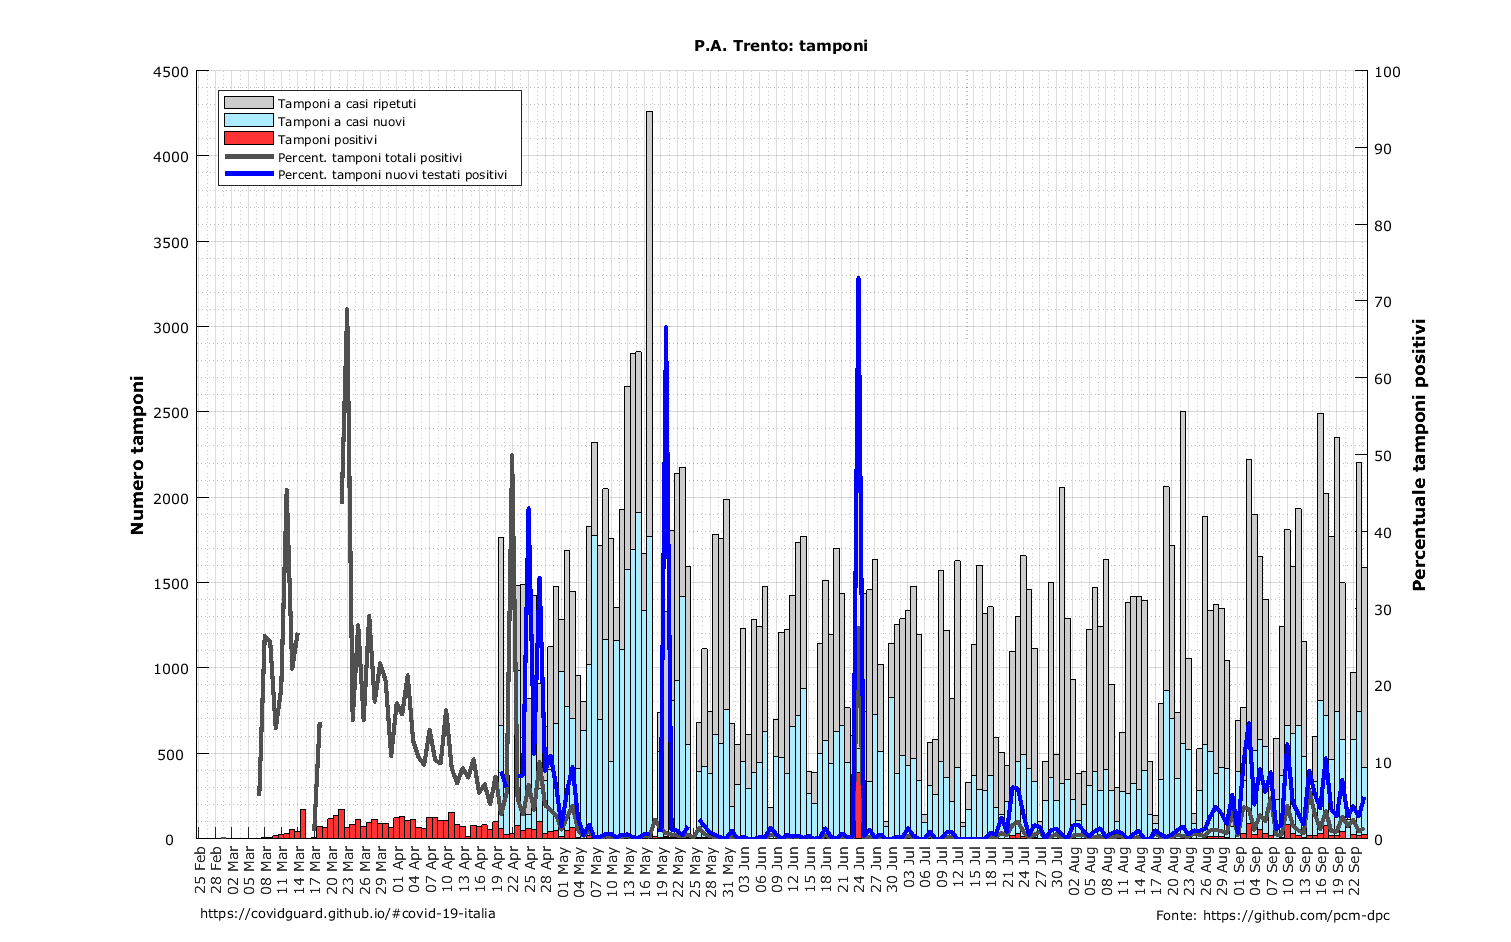 P.A. Trento: tamponi
4500
4000
3500
3000
2500
2000
1500
1000
500
0
Numero tamponi
Tamponi a casi ripetuti
Tamponi a casi nuovi
Tamponi positivi
Percent. tamponi totali positivi
Percent. tamponi nuovi testati positivi
100
90
80
70
60
50
40
30
20
10
0
Percentuale tamponi positivi
25 Feb
28 Feb
02 Mar
05 Mar
08 Mar
11 Mar
14 Mar
17 Mar
20 Mar
23 Mar
26 Mar
29 Mar
01 Apr
04 Apr
07 Apr
10 Apr
13 Apr
16 Apr
19 Apr
22 Apr
25 Apr
28 Apr
01 May
04 May
07 May
10 May
13 May
16 May
19 May
22 May
25 May
28 May
31 May
03 Jun
06 Jun
09 Jun
12 Jun
15 Jun
18 Jun
21 Jun
24 Jun
27 Jun
30 Jun
03 Jul
06 Jul
09 Jul
12 Jul
15 Jul
18 Jul
21 Jul
24 Jul
27 Jul
30 Jul
02 Aug
05 Aug
08 Aug
11 Aug
14 Aug
17 Aug
20 Aug
23 Aug
26 Aug
29 Aug
01 Sep
04 Sep
07 Sep
10 Sep
13 Sep
16 Sep
19 Sep
22 Sep
https://covidguard.github.io/#covid-19-italia
Fonte: https://github.com/pcm-dpc